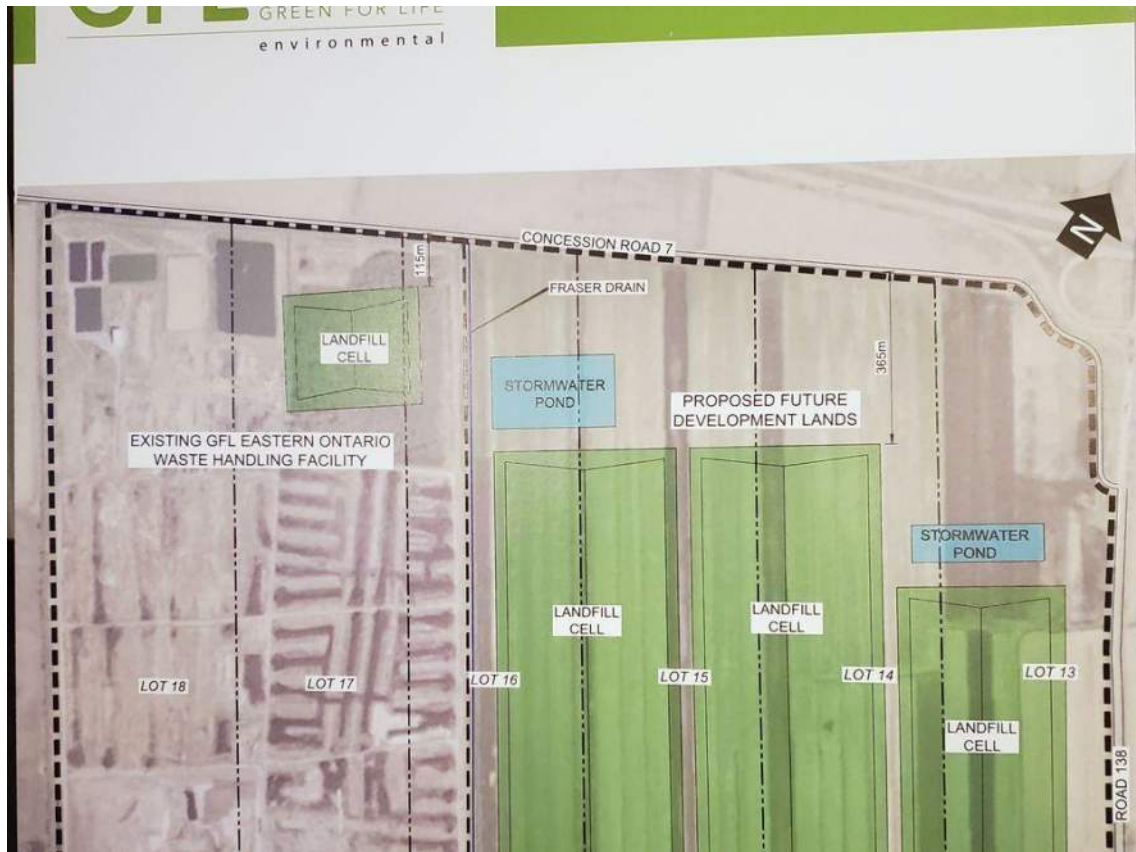 GFL
GREEN FOR LIFE
environmental
N
CONCESSION ROAD 7
115m
FRASER DRAIN
LANDFILL
CELL
365m
STORMWATER
POND
PROPOSED FUTURE
DEVELOPMENT LANDS
EXISTING GFL EASTERN ONTARIO
WASTE HANDLING FACILITY
STORMWATER
POND
LANDFILL
CELL
LANDFILL
CELL
LOT 18
LOT 17
LOT 16
LOT 15
LOT 14
LOT 13
LANDFILL
CELL
ROAD 138